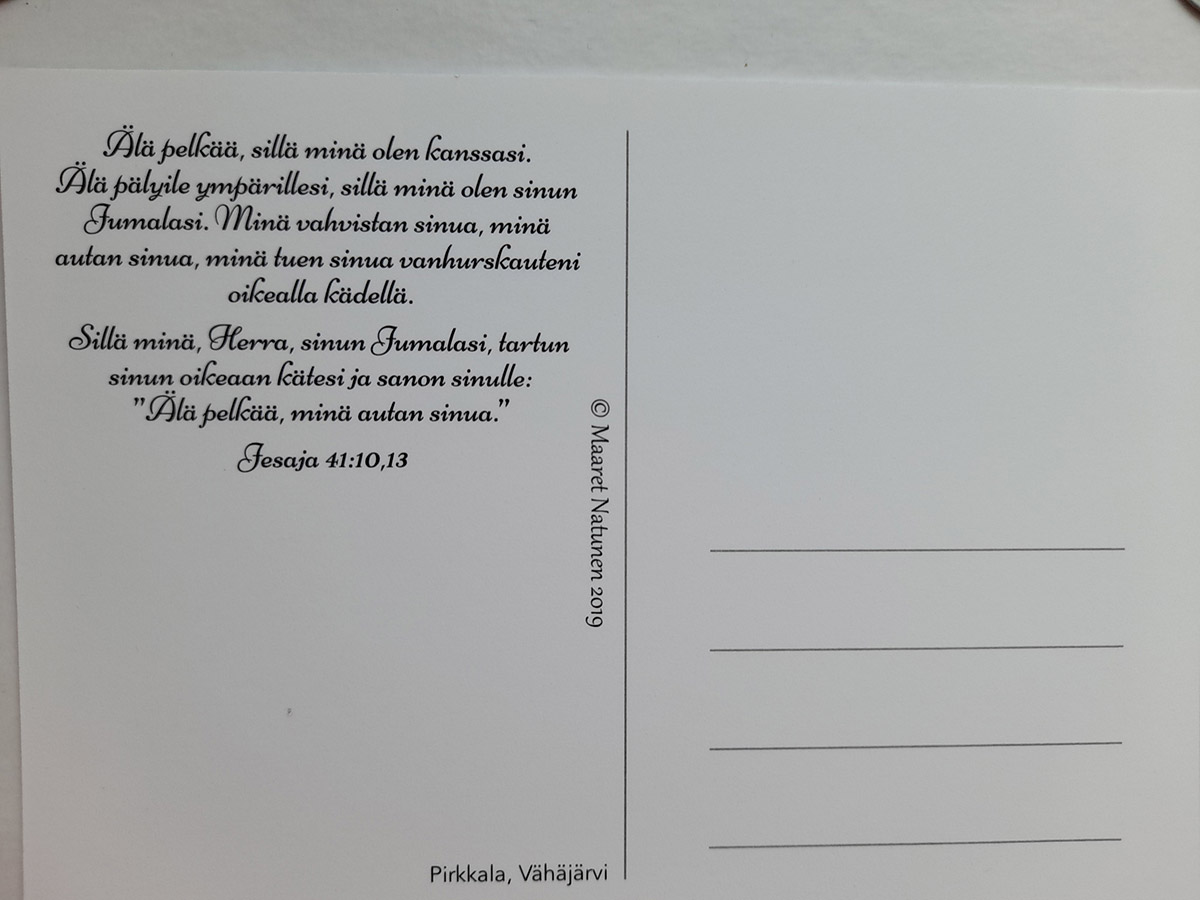 Älä pelkää, sillä minä olen kanssasi.
Älä pälyile ympärillesi, sillä minä olen sinun
Jumalasi. Minä vahvistan sinua, minä
autan sinua, minä tuen sinua vanhurskauteni
oikealla kädellä.
Sillä minä, Herra, sinun Jumalasi, tartun
sinun oikeaan kätesi ja sanon sinulle:
"Älä pelkää, minä autan sinua."
Jesaja 41:10,13
© Maaret Natunen 2019
Pirkkala, Vähäjärvi